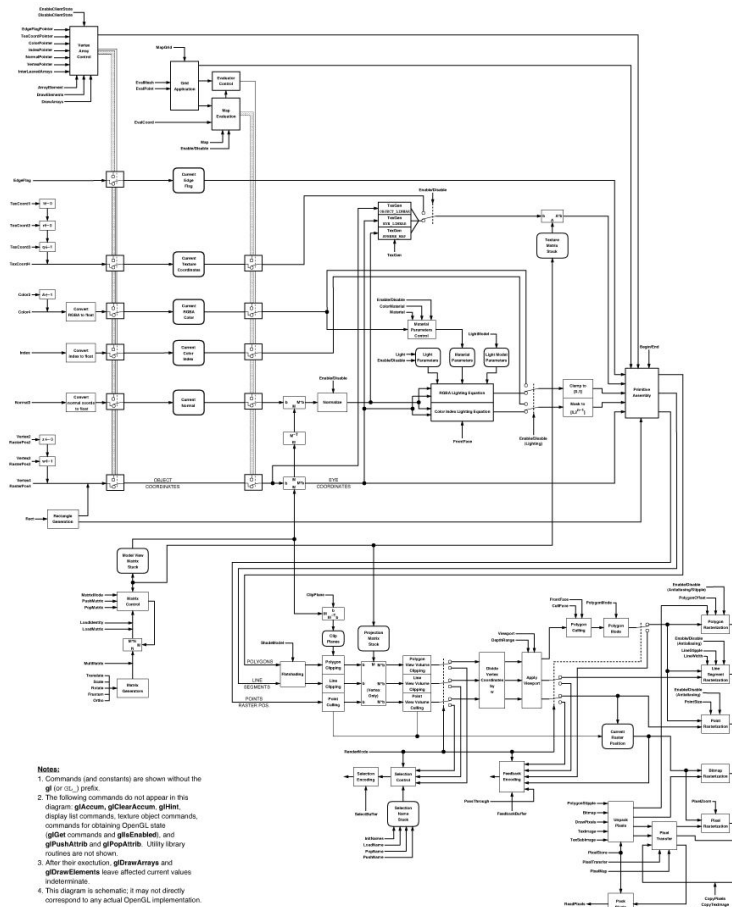 EnableClientState
DisableClientState
EdgeFlagPointer
TexCoordPointer
ColorPointer
IndexPointer
NormalPointer
VertexPointer
InterLeavedArrays
ArrayElement
DrawElements
DrawArrays
Vertex
Array
Control
MapGrid
EvalMesh
EvalPoint
Grid
Application
Evaluator
Control
Map
Evaluation
EvalCoord
Map
Enable/Disable
EdgeFlag
Current
Edge
Flag
TexCoord1
TexCoord2
TexCoord3
TexCoord4
Current
Texture
Coordinates
Enable/Disable
TexGen
OBJECT_LINEAR
TexGen
EYE_LINEAR
TexGen
SPHERE_MAP
TexGen
Texture
Matrix
Stack
Color3
Color4
Convert
RGBA to float
Current
RGBA
Color
Enable/Disable
ColorMaterial
Material
Material
Parameters
Control
LightModel
Begin/End
Index
Convert
index to float
Current
Color
Index
Light
Enable/Disable
Light
Parameters
Material
Parameters
Light Model
Parameters
Enable/Disable
Normal3
Convert
normal coords
to float
Current
Normal
Normalize
RGBA Lighting Equation
Color Index Lighting Equation
FrontFace
Enable/Disable
(Lighting)
Clamp to
[0,1]
Mask to
Primitive
Assembly
Vertex2
RasterPos2
Vertex3
RasterPos3
Vertex4
RasterPos4
OBJECT
COORDINATES
EYE
COORDINATES
Rect
Rectangle
Generation
Model View
Matrix
Stack
MatrixMode
PushMatrix
PopMatrix
Matrix
Control
LoadIdentity
LoadMatrix
MultMatrix
Translate
Scale
Rotate
Frustum
Ortho
Matrix
Generators
ClipPlane
Clip
Planes
Projection
Matrix
Stack
ShadeModel
POLYGONS
LINE
SEGMENTS
POINTS
RASTER POS.
Flatshading
Polygon
Clipping
Line
Clipping
Point
Culling
(Vertex
Only)
Polygon
View Volume
Clipping
Line
View Volume
Clipping
Point
View Volume
Culling
Divide
Vertex
Coordinates
by
w
Viewport
DepthRange
Apply
Viewport
FrontFace
CullFace
Polygon
Culling
PolygonMode
Polygon
Mode
Enable/Disable
(Antialiasing/Stipple)
PolygonOffset
Polygon
Rasterization
Enable/Disable
(Antialiasing)
LineStipple
LineWidth
Line
Segment
Rasterization
Enable/Disable
(Antialiasing)
PointSize
Point
Rasterization
Current
Raster
Position
RenderMode
Selection
Encoding
Selection
Control
SelectBuffer
Selection
Name
Stack
InitNames
LoadName
PopName
PushName
Feedback
Encoding
PassThrough
FeedbackBuffer
Bitmap
Rasterization
PolygonStipple
Bitmap
DrawPixels
TexImage
TexSubImage
Unpack
Pixels
PixelZoom
Pixel
Rasterization
Pixel
Transfer
PixelStore
PixelTransfer
PixelMap
ReadPixels
Pack
Pixels
CopyPixels
CopyTexImage
Notes:
1. Commands (and constants) are shown without the
gl (or GL_) prefix.
2. The following commands do not appear in this
diagram: glAccum, glClearAccum, glHint,
display list commands, texture object commands,
commands for obtaining OpenGL state
(glGet commands and glIsEnabled), and
glPushAttrib and glPopAttrib. Utility library
routines are not shown.
3. After their execution, glDrawArrays and
glDrawElements leave affected current values
indeterminate.
4. This diagram is schematic; it may not directly
correspond to any actual OpenGL implementation.